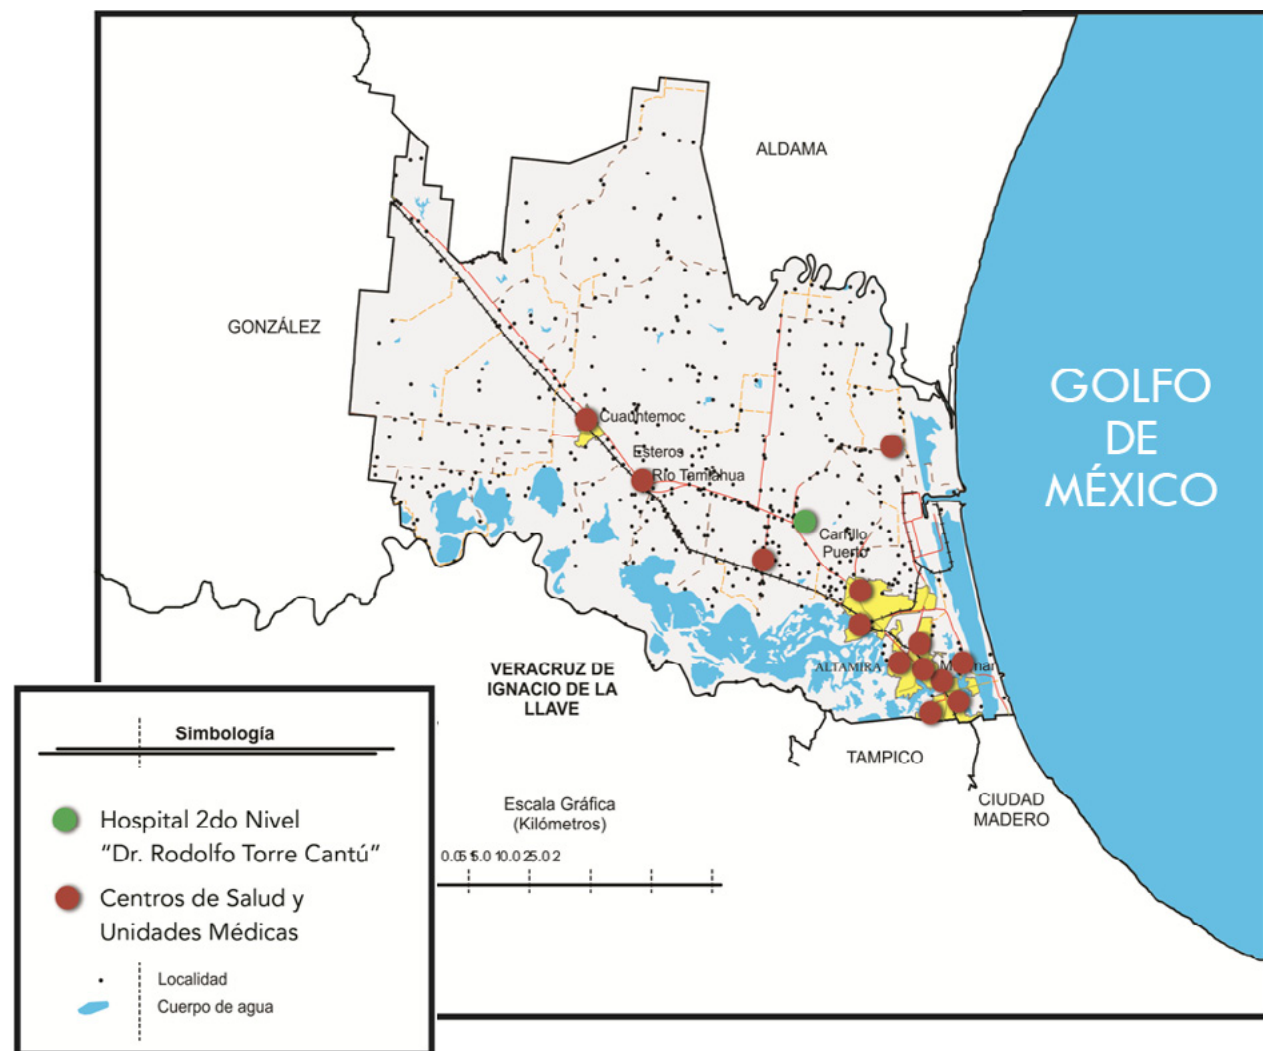 ALDAMA
GONZÁLEZ
GOLFO
DE
MÉXICO
Cuauhtemoc
Esteros
Río Tamiahua
Carrillo
Puerto
ALTAMIRA
VERACRUZ DE
IGNACIO DE LA
LLAVE
TAMPICO
CIUDAD
MADERO
Escala Gráfica
(Kilómetros)
Simbología
Hospital 2do Nivel
“Dr. Rodolfo Torre Cantú”
Centros de Salud y
Unidades Médicas
Localidad
Cuerpo de agua